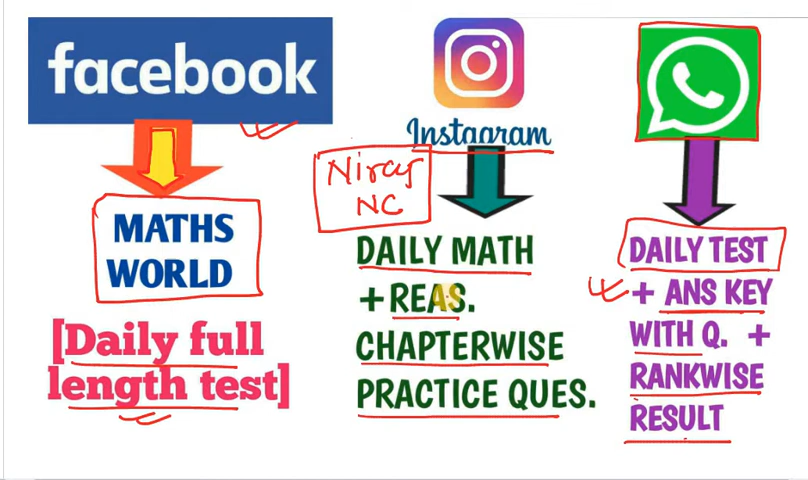 facebook
MATHS
WORLD
[Daily full
length test]
Instagram
Niraj
NC
DAILY MATH
+ REAS.
CHAPTERWISE
PRACTICE QUES.
DAILY TEST
+ ANS KEY
WITH Q. +
RANKWISE
RESULT